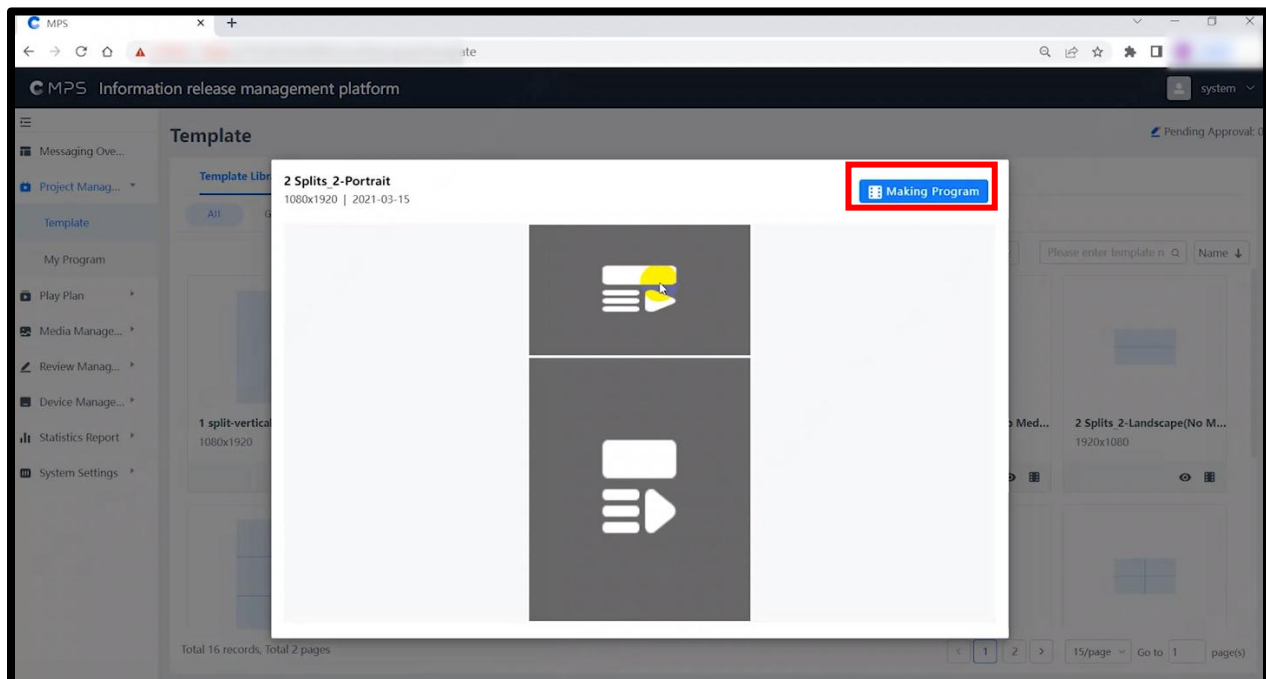 MPS
ate
MPS Information release management platform
system
Template
Pending Approval: 0
Messaging Ove...
Project Manag...
Template
My Program
Play Plan
Media Manage...
Review Manag...
Device Manage...
Statistics Report
System Settings
Template Libr
All
G
2 Splits_2-Portrait
1080x1920 | 2021-03-15
Making Program
Please enter template n
Name
1 split-vertical
1080x1920
o Med...
2 Splits_2-Landscape(No M...
1920x1080
Total 16 records, Total 2 pages
1
2
15/page
Go to 1 page(s)